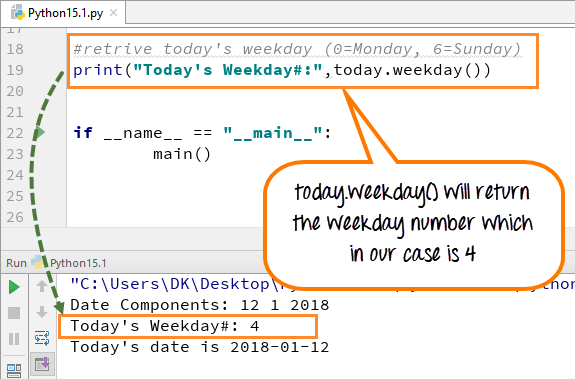 Python15.1.py ×
18 #retrive today's weekday (0=Monday, 6=Sunday)
19 print("Today's Weekday#:",today.weekday())
20
21
22 if __name__ == "__main__":
23 main()
24
25
26
today.weekday() will return
the weekday number which
in our case is 4
Run Python15.1
"C:\Users\DK\Desktop\
Date Components: 12 1 2018
Today's Weekday#: 4
Today's date is 2018-01-12